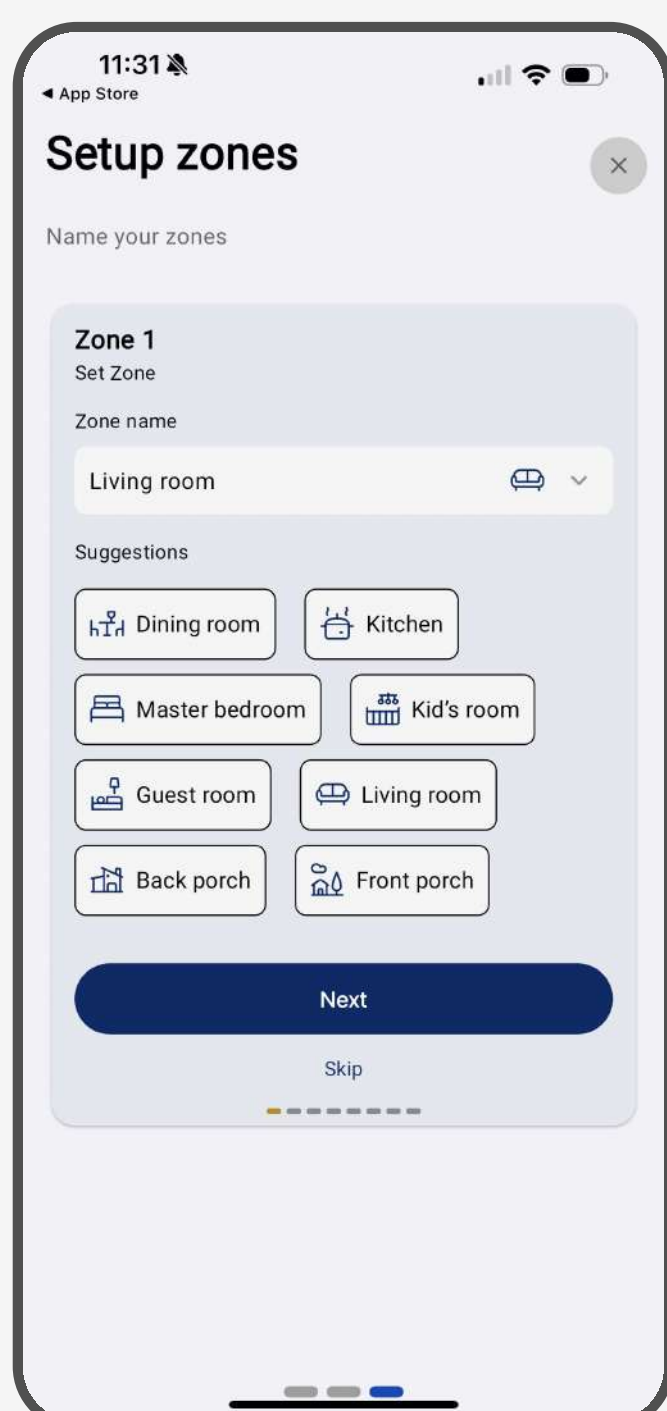 11:31
◀ App Store
Setup zones
Name your zones
Zone 1
Set Zone
Zone name
Living room
Suggestions
Dining room
Kitchen
Master bedroom
Kid's room
Guest room
Living room
Back porch
Front porch
Next
Skip